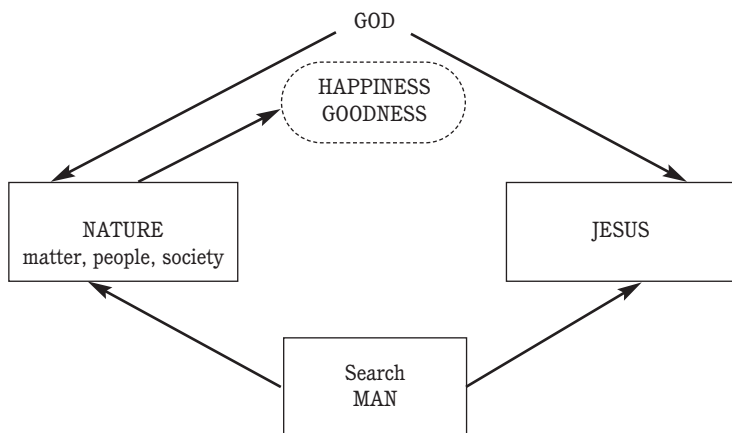 GOD
HAPPINESS
GOODNESS
NATURE
matter, people, society
JESUS
Search
MAN